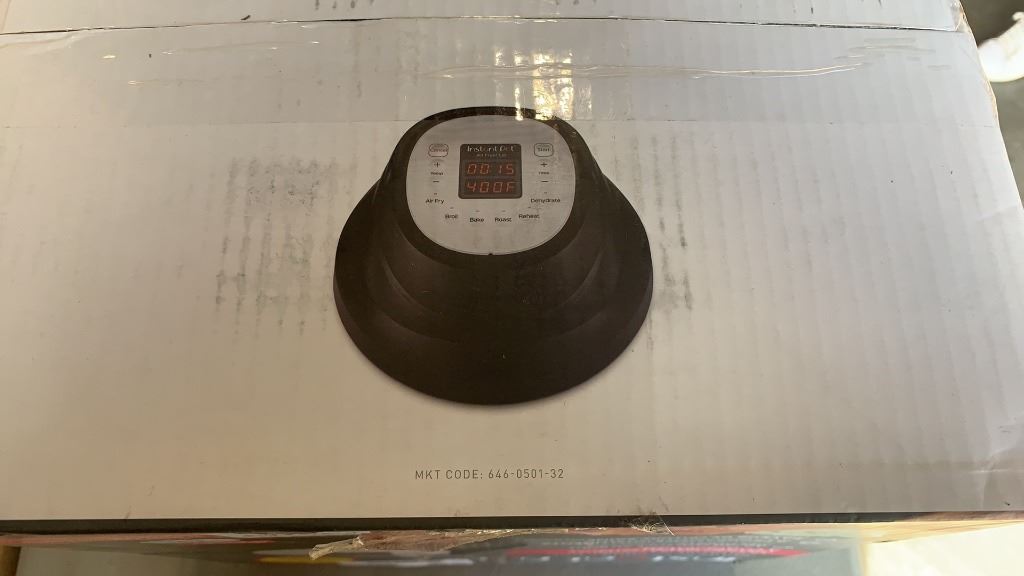 Instant Pot
Air Fryer Lid
Cancel
Start
0015
+
Temp
−
+
Time
−
400F
Air Fry
Dehydrate
Broil
Bake
Roast
Reheat
MKT CODE: 646-0501-32